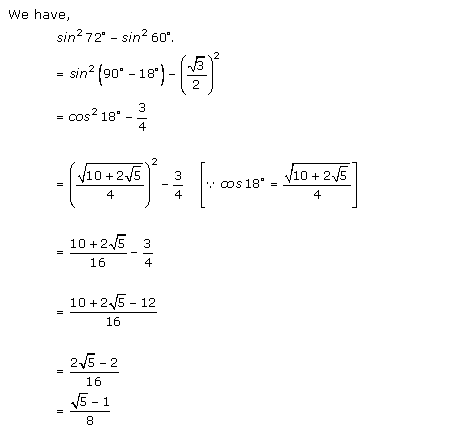 We have,
sin² 72° – sin² 60°.
= sin² (90° – 18°) – (√3/2)²
= cos² 18° – 3/4
= (√(10 + 2√5)/4)² – 3/4 [∵ cos 18° = √(10 + 2√5)/4]
= (10 + 2√5)/16 – 3/4
= (10 + 2√5 – 12)/16
= (2√5 – 2)/16
= (√5 – 1)/8